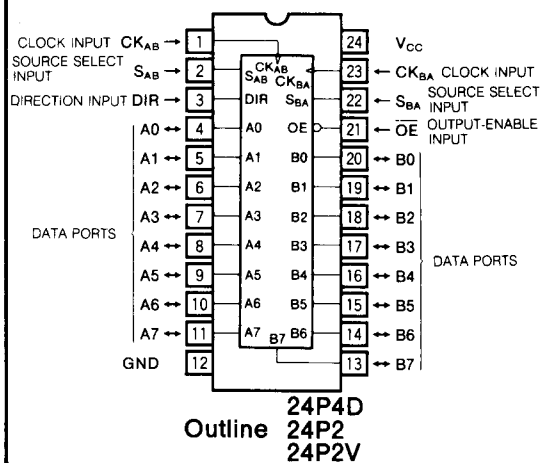 CLOCK INPUT CKAB → 1 CKAB 24 VCC
SOURCE SELECT INPUT SAB → 2 SAB CKBA 23 ← CKBA CLOCK INPUT
DIRECTION INPUT DIR → 3 DIR SBA 22 ← SBA SOURCE SELECT INPUT
A0 ↔ 4 A0 OE 21 ← OE OUTPUT-ENABLE INPUT
A1 ↔ 5 A1 B0 20 ↔ B0
A2 ↔ 6 A2 B1 19 ↔ B1
A3 ↔ 7 A3 B2 18 ↔ B2
DATA PORTS
A4 ↔ 8 A4 B3 17 ↔ B3
DATA PORTS
A5 ↔ 9 A5 B4 16 ↔ B4
A6 ↔ 10 A6 B5 15 ↔ B5
A7 ↔ 11 A7 B6 14 ↔ B6
GND 12 B7 13 ↔ B7
Outline 24P4D
24P2
24P2V